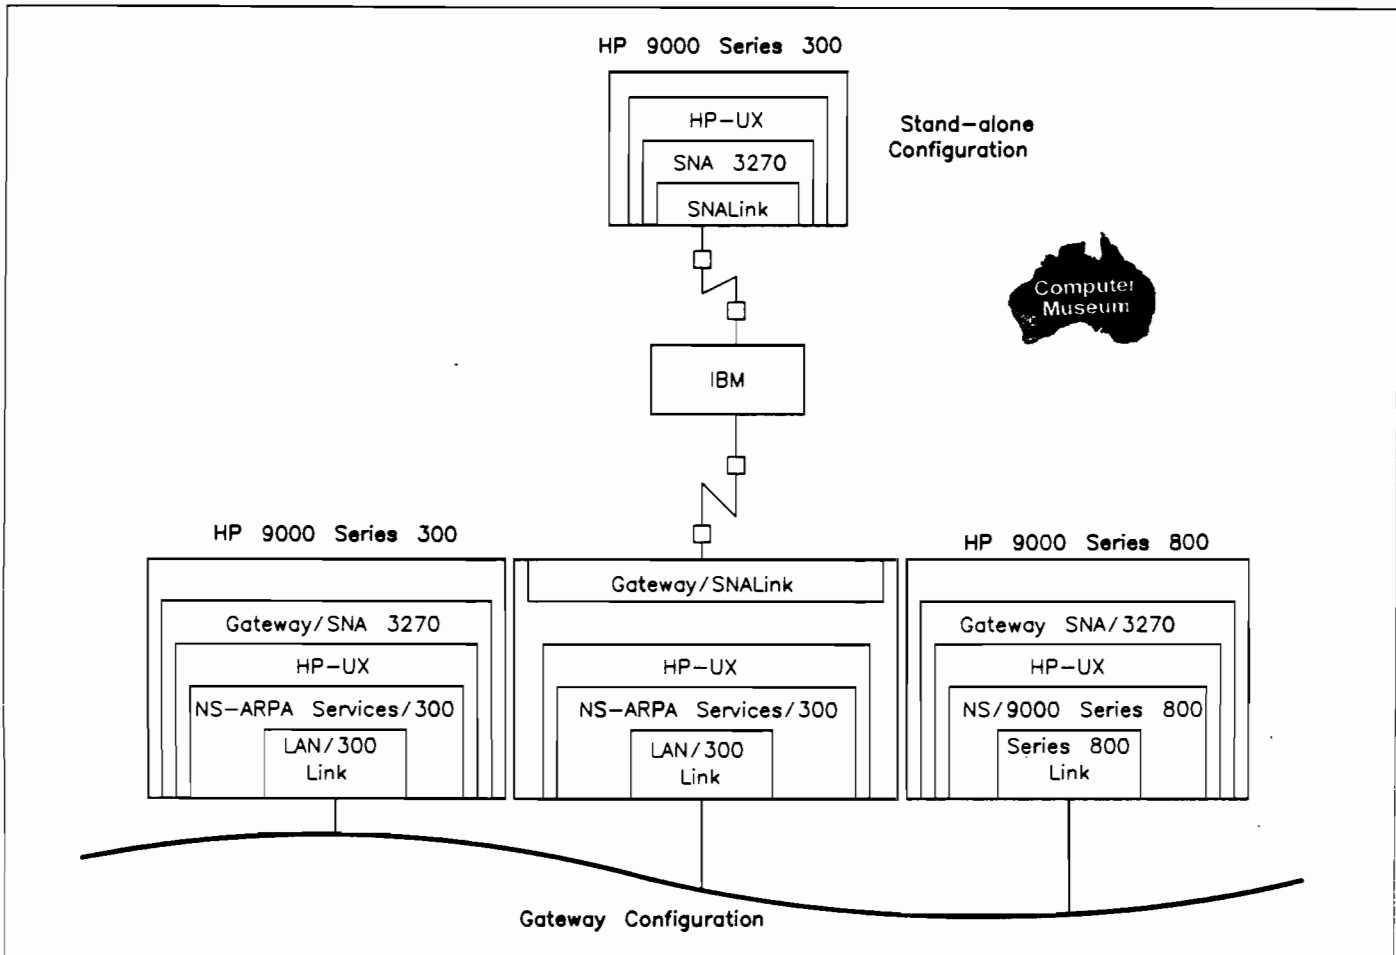 HP 9000 Series 300
HP-UX
SNA 3270
SNALink
Stand-alone
Configuration
Computer
Museum
IBM
HP 9000 Series 300
Gateway/SNA 3270
HP-UX
NS-ARPA Services/300
LAN/300
Link
Gateway/SNALink
HP-UX
NS-ARPA Services/300
LAN/300
Link
HP 9000 Series 800
Gateway SNA/3270
HP-UX
NS/9000 Series 800
Series 800
Link
Gateway Configuration